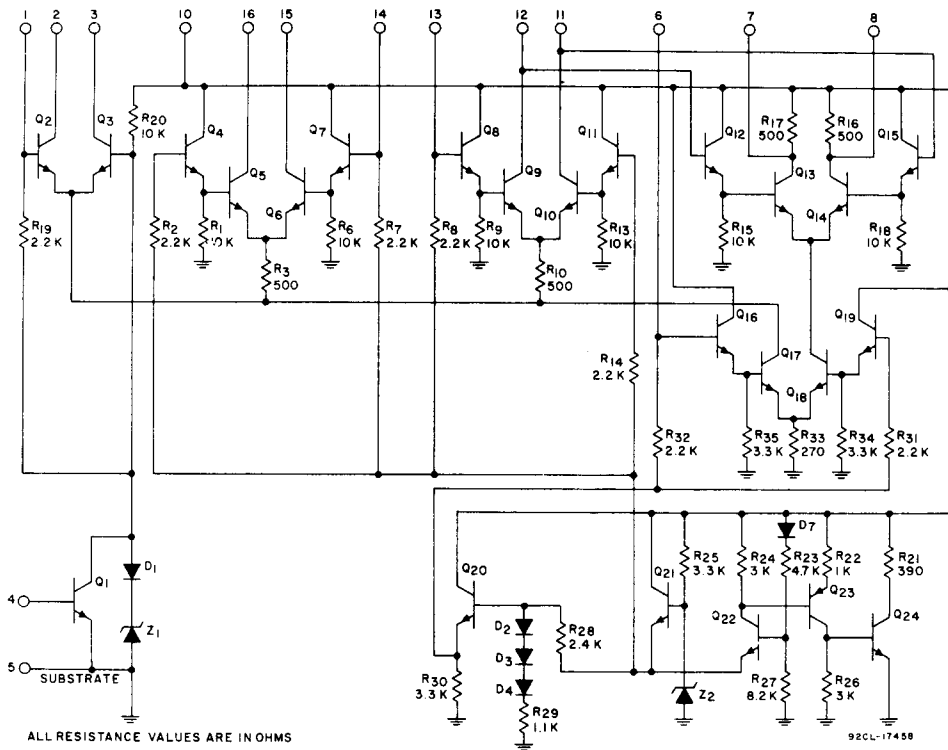 1 2 3 10 16 15 14 13 12 11 6 7 8
Q2 Q3 R20 10 K Q4 Q5 Q6 Q7 Q8 Q9 Q10 Q11 Q12 R17 500 R16 500 Q13 Q14 Q15
R19 2.2 K
R2 2.2 K
R1 10 K
R3 500
R6 10 K
R7 2.2 K
R8 2.2 K
R9 10 K
R10 500
R13 10 K
R15 10 K
R18 10 K
Q16 Q17 Q18 Q19
R14 2.2 K
R32 2.2 K
R35 3.3 K
R33 270
R34 3.3 K
R31 2.2 K
4 Q1 D1 Z1
5
SUBSTRATE
Q20
D2
D3
D4
R28 2.4 K
R30 3.3 K
R29 1.1 K
Q21
R25 3.3 K
Z2
R24 3 K
D7
R23 4.7 K
R22 1 K
R21 390
Q22 Q23 Q24
R27 8.2 K
R26 3 K
ALL RESISTANCE VALUES ARE IN OHMS
92CL-17458